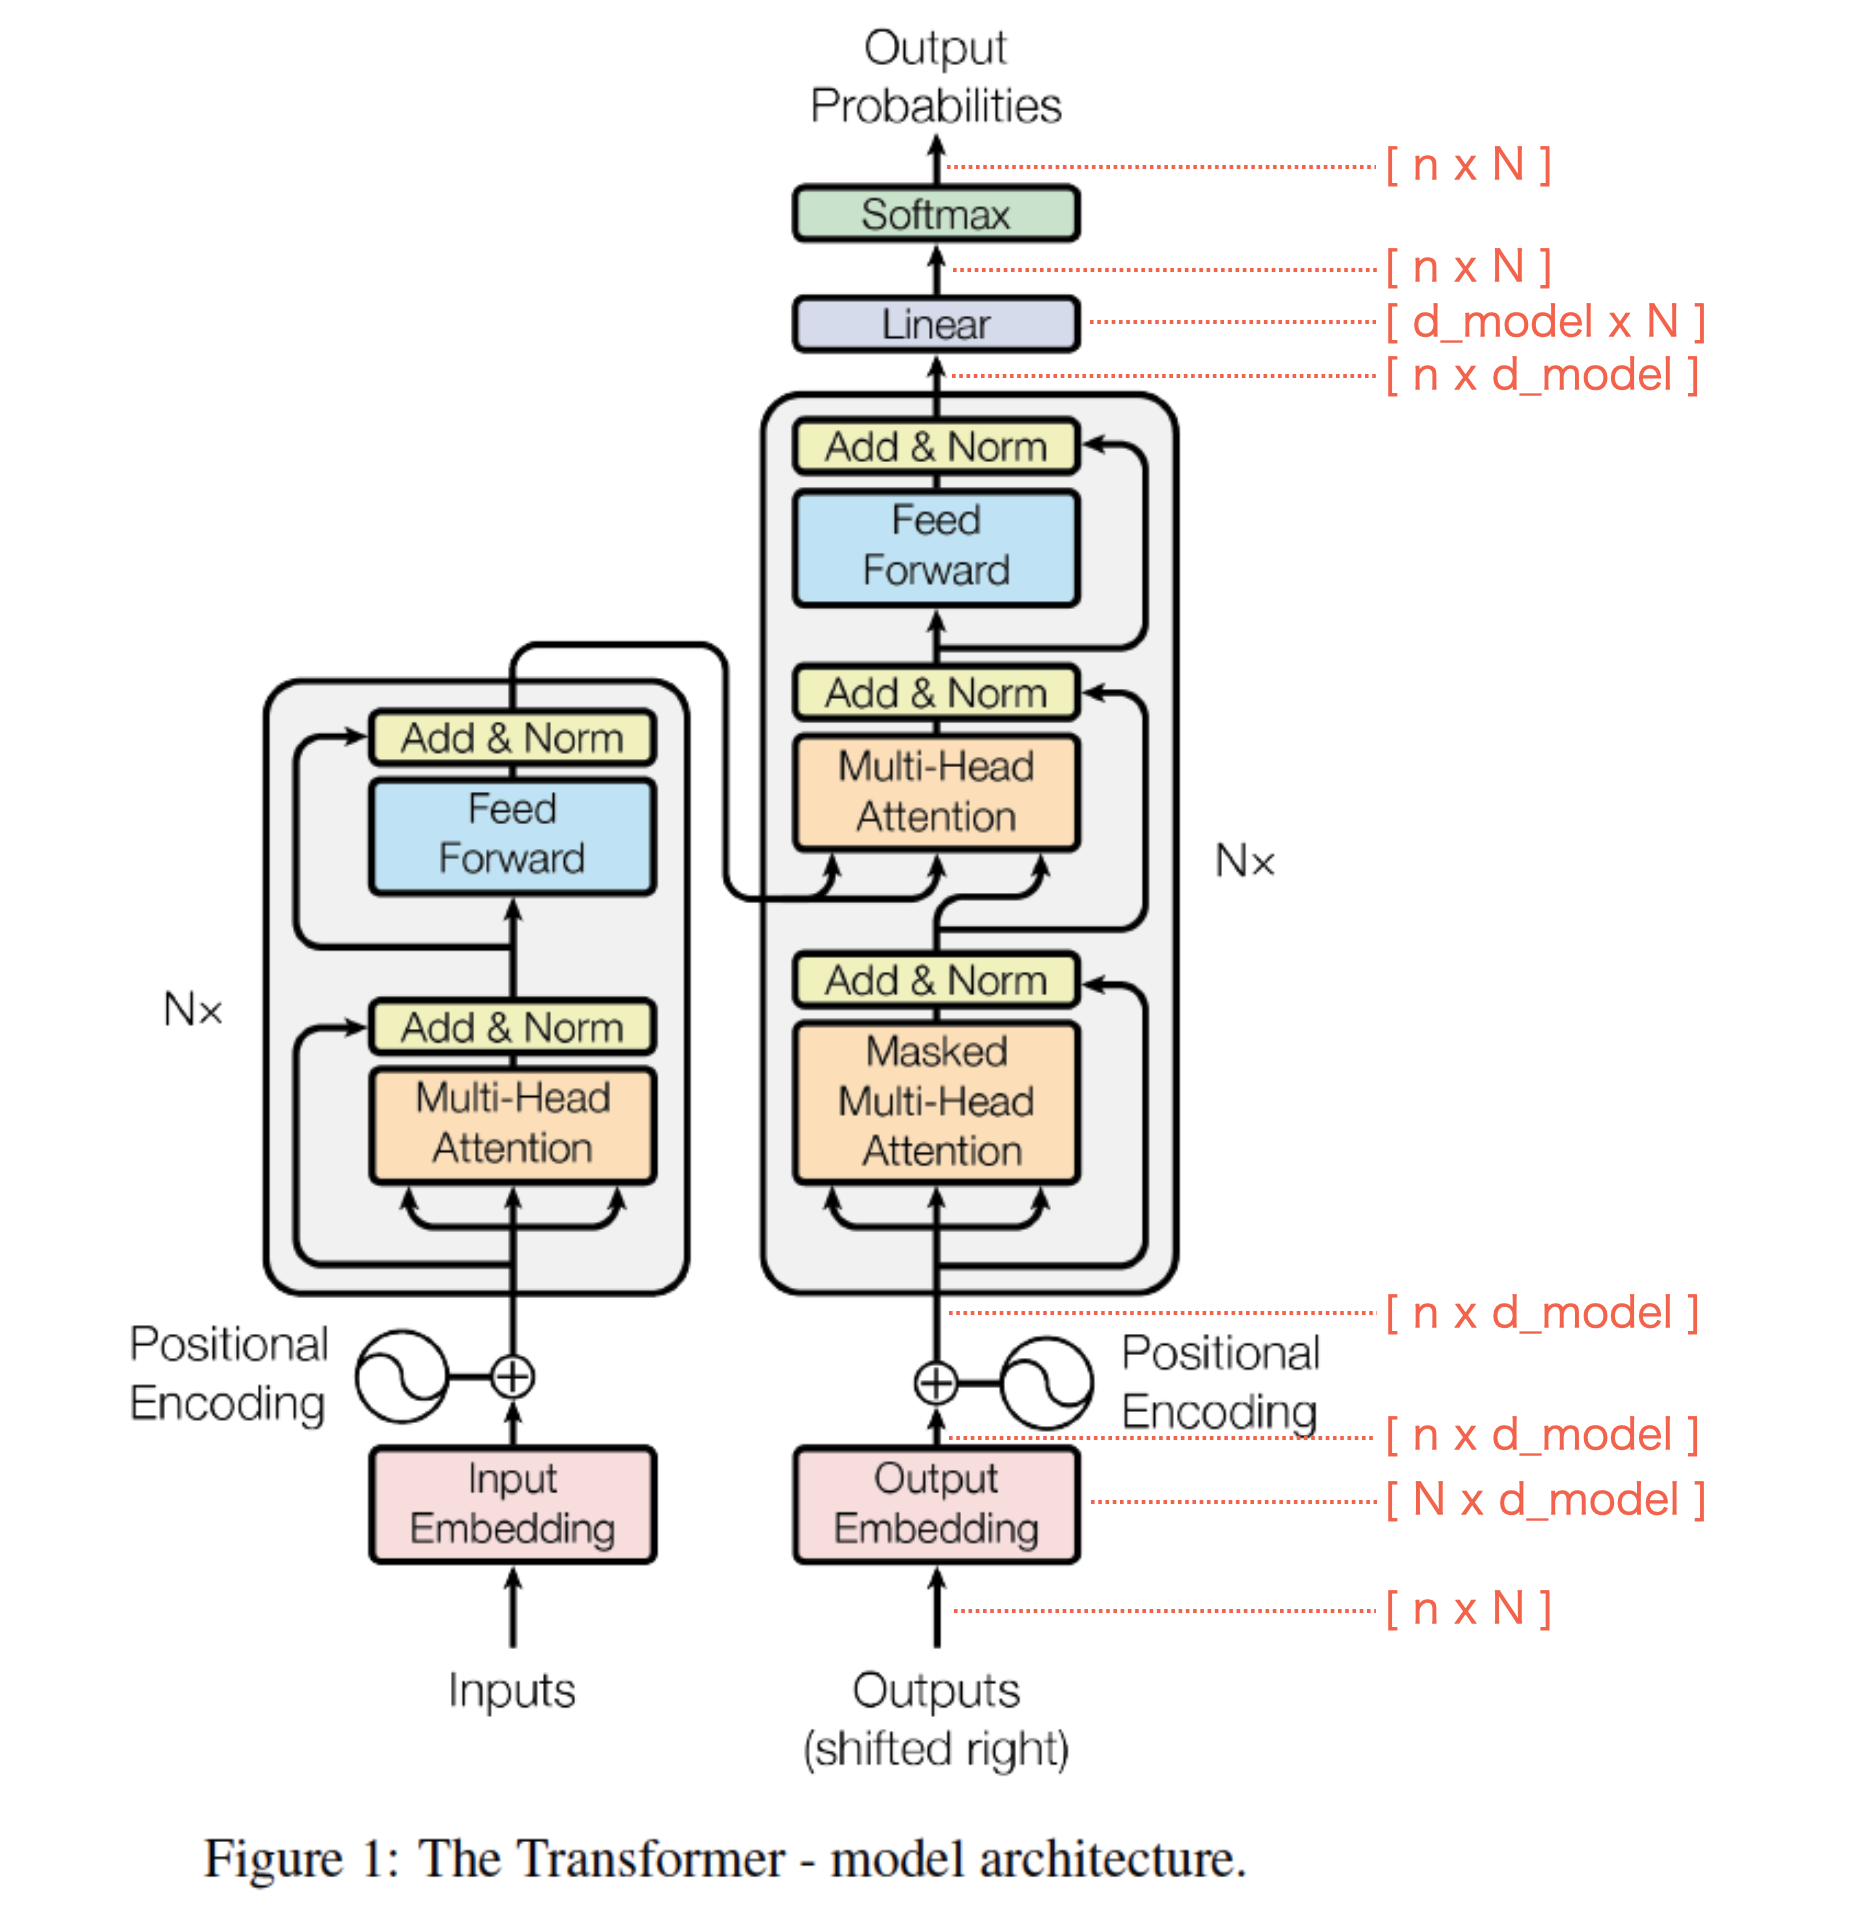 Output
Probabilities
[ n x N ]
Softmax
[ n x N ]
Linear
[ d_model x N ]
[ n x d_model ]
Add & Norm
Feed
Forward
Add & Norm
Multi-Head
Attention
N×
Add & Norm
Masked
Multi-Head
Attention
Add & Norm
Feed
Forward
N×
Add & Norm
Multi-Head
Attention
[ n x d_model ]
Positional
Encoding
Positional
Encoding
[ n x d_model ]
Input
Embedding
Output
Embedding
[ N x d_model ]
[ n x N ]
Inputs
Outputs
(shifted right)
Figure 1: The Transformer - model architecture.